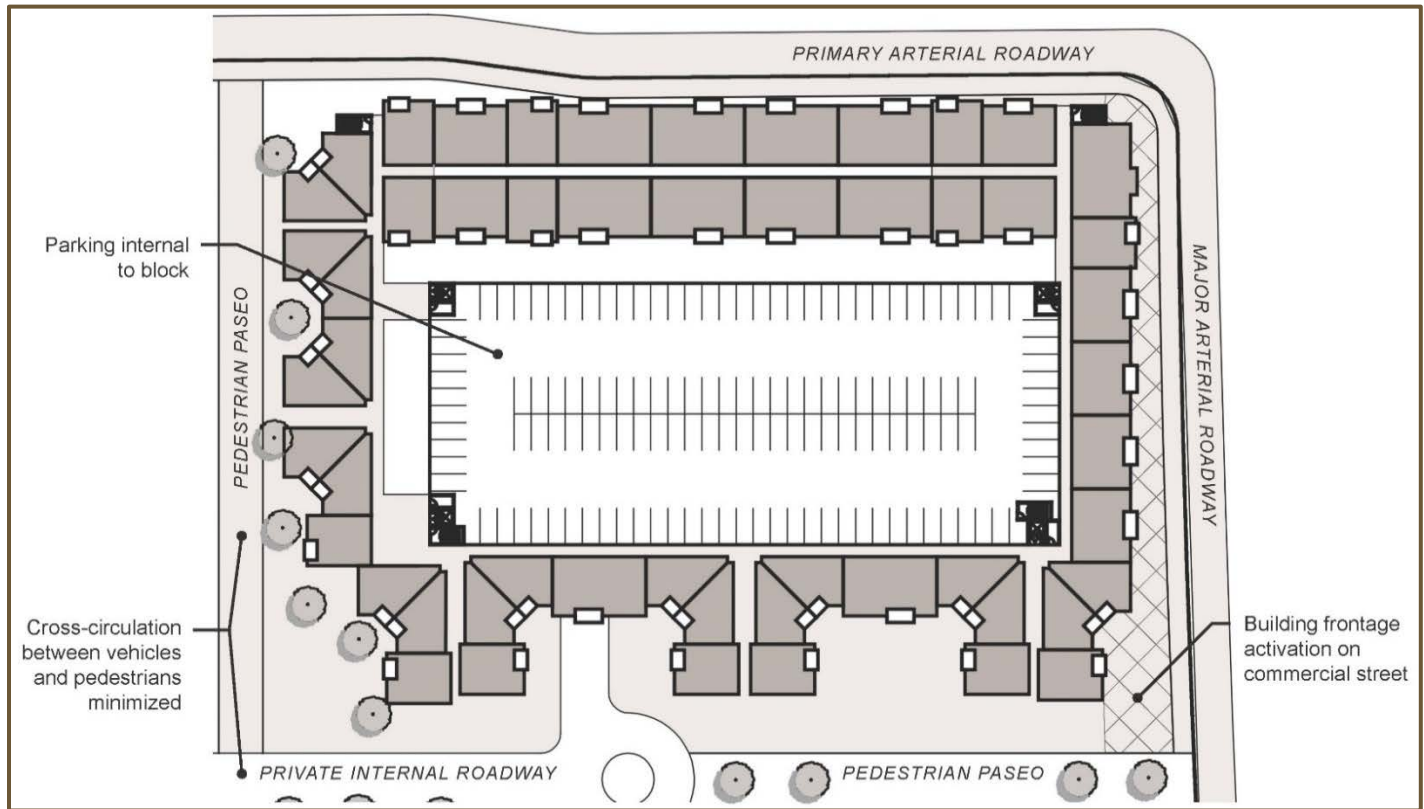 PRIMARY ARTERIAL ROADWAY
Parking internal
to block
PEDESTRIAN PASEO
MAJOR ARTERIAL ROADWAY
Cross-circulation
between vehicles
and pedestrians
minimized
Building frontage
activation on
commercial street
PRIVATE INTERNAL ROADWAY
PEDESTRIAN PASEO